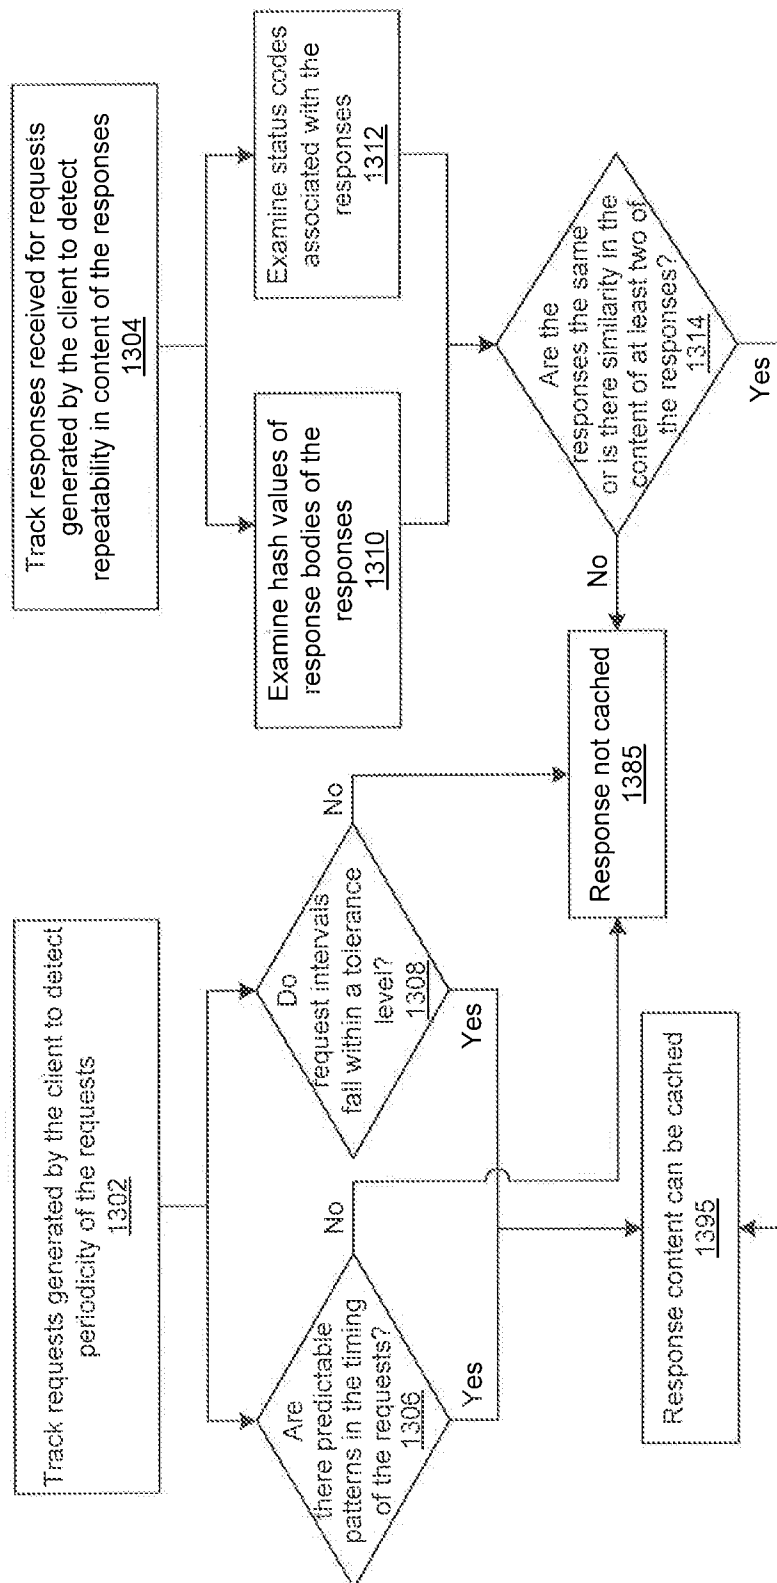 Track requests generated by the client to detect
periodicity of the requests
1302
Are
there predictable
patterns in the timing
of the requests?
1306
No
Yes
Do
request intervals
fall within a tolerance
level?
1308
No
Yes
Response content can be cached
1395
Response not cached
1385
Track responses received for requests
generated by the client to detect
repeatability in content of the responses
1304
Examine hash values of
response bodies of the
responses
1310
Examine status codes
associated with the
responses
1312
Are the
responses the same
or is there similarity in the
content of at least two of
the responses?
1314
No
Yes